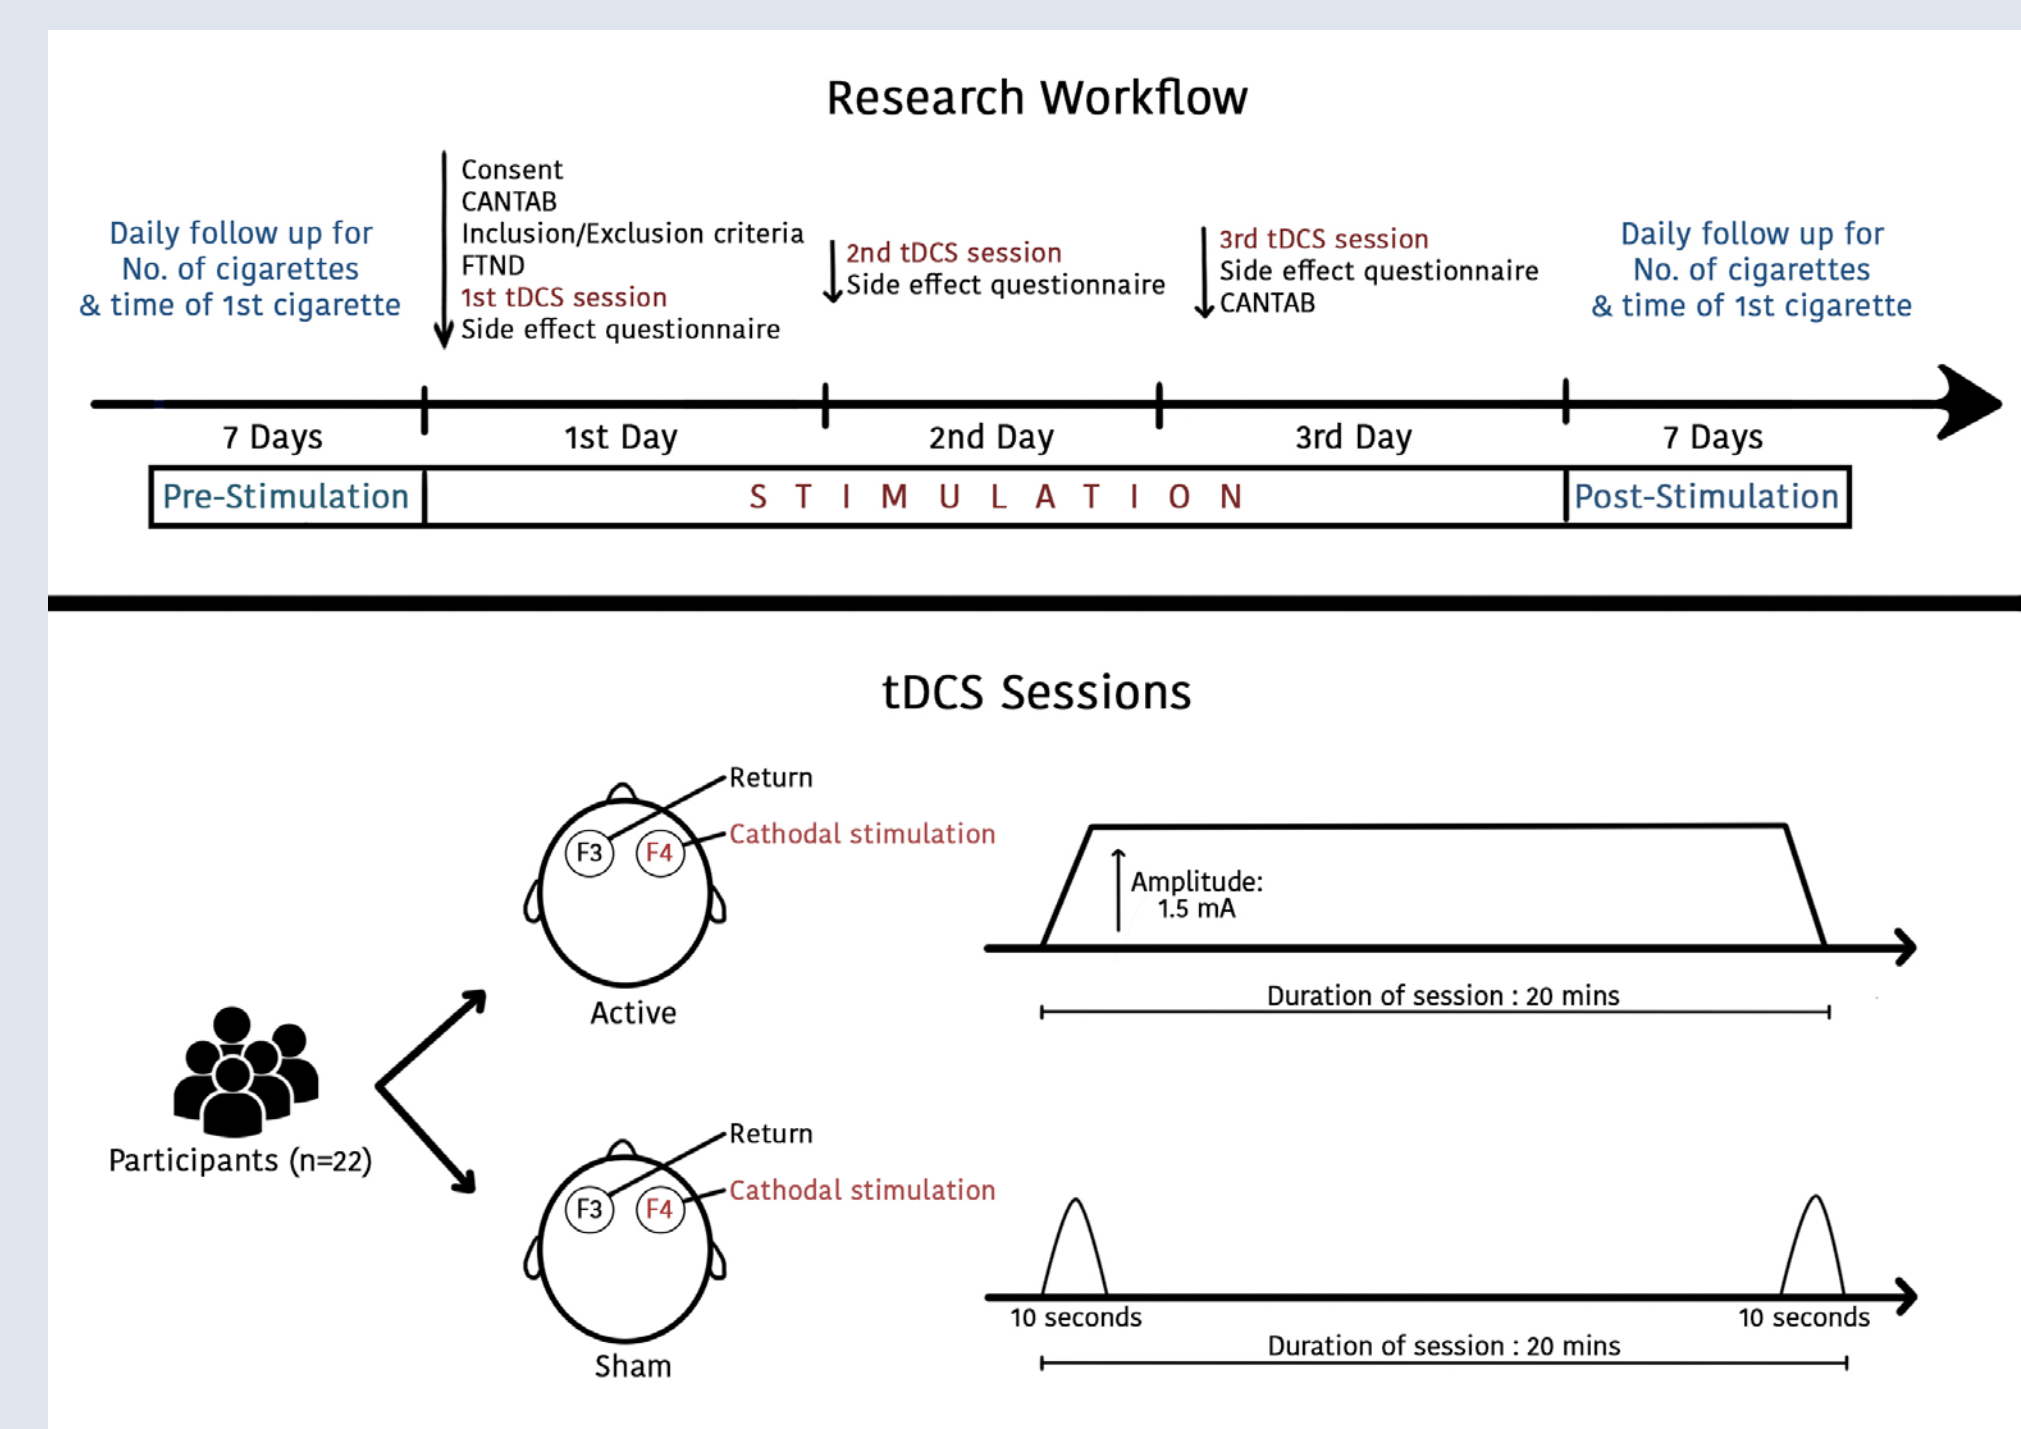 Research Workflow
Daily follow up for
No. of cigarettes
& time of 1st cigarette
Consent
CANTAB
Inclusion/Exclusion criteria
FTND
1st tDCS session
Side effect questionnaire
2nd tDCS session
Side effect questionnaire
3rd tDCS session
Side effect questionnaire
CANTAB
Daily follow up for
No. of cigarettes
& time of 1st cigarette
7 Days
1st Day
2nd Day
3rd Day
7 Days
Pre-Stimulation
STIMULATION
Post-Stimulation
tDCS Sessions
Participants (n=22)
Return
Cathodal stimulation
F3
F4
Active
Amplitude:
1.5 mA
Duration of session : 20 mins
Return
Cathodal stimulation
F3
F4
Sham
10 seconds
10 seconds
Duration of session : 20 mins